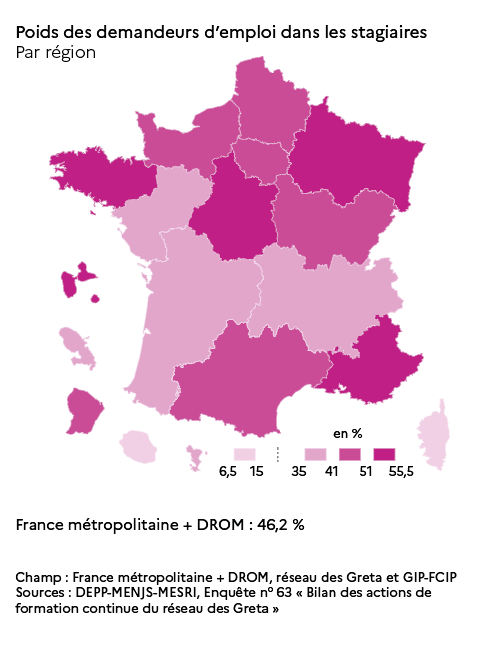 Poids des demandeurs d’emploi dans les stagiaires
Par région
en %
6,5 15 35 41 51 55,5
France métropolitaine + DROM : 46,2 %
Champ : France métropolitaine + DROM, réseau des Greta et GIP-FCIP
Sources : DEPP-MENJS-MESRI, Enquête nº 63 « Bilan des actions de
formation continue du réseau des Greta »